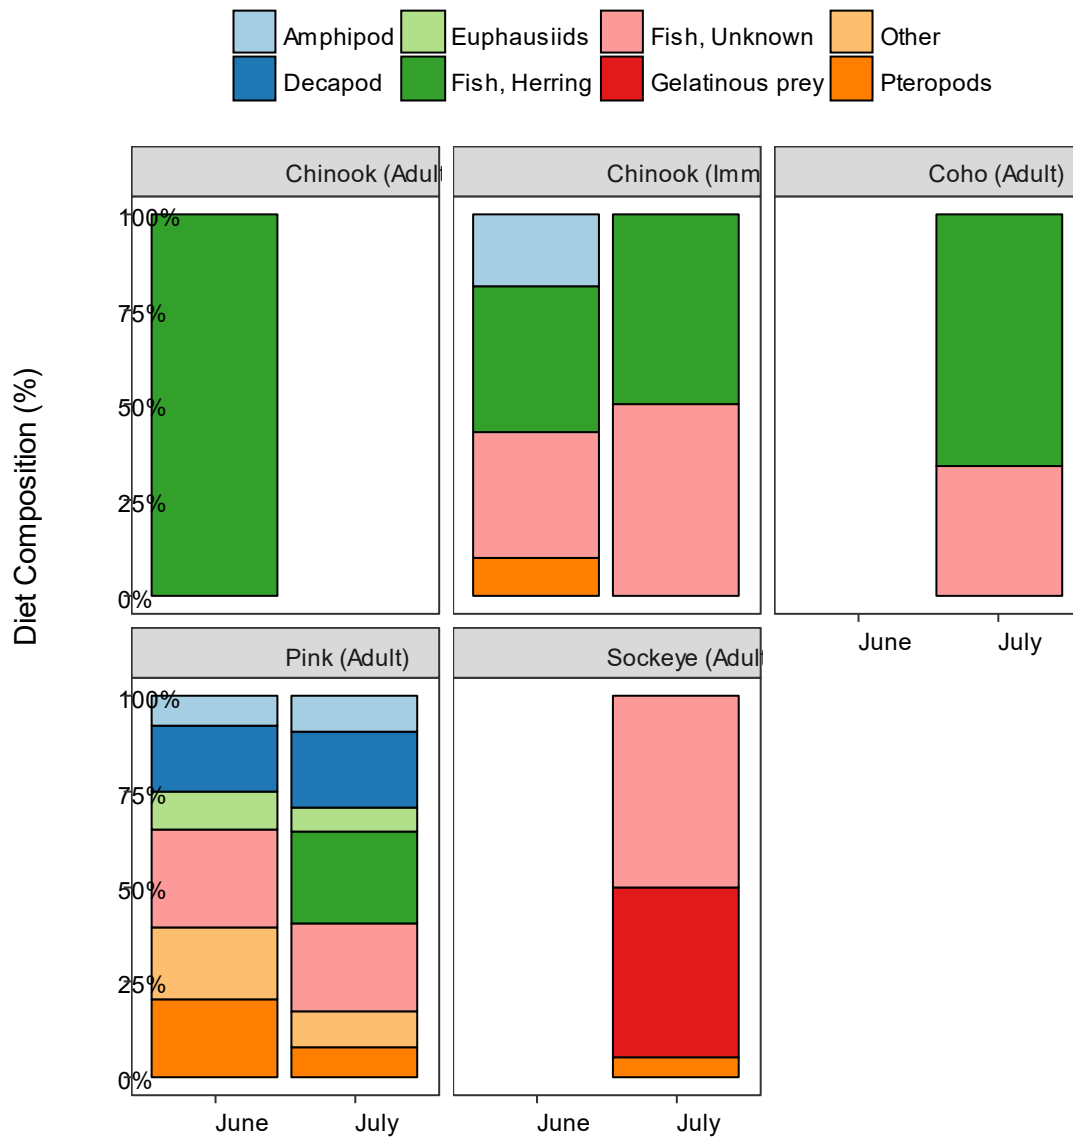 Amphipod Euphausiids Fish, Unknown Other
Decapod Fish, Herring Gelatinous prey Pteropods
Chinook (Adult Chinook (Imm Coho (Adult)
100%
75%
50%
25%
0%
Diet Composition (%)
June July
Pink (Adult) Sockeye (Adult
100%
75%
50%
25%
0%
June July June July